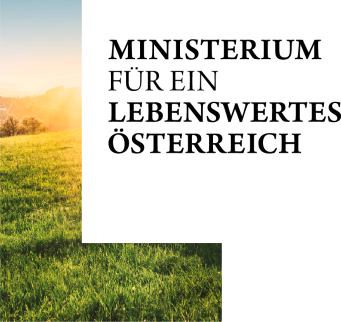 MINISTERIUM
FÜR EIN
LEBENSWERTES
ÖSTERREICH